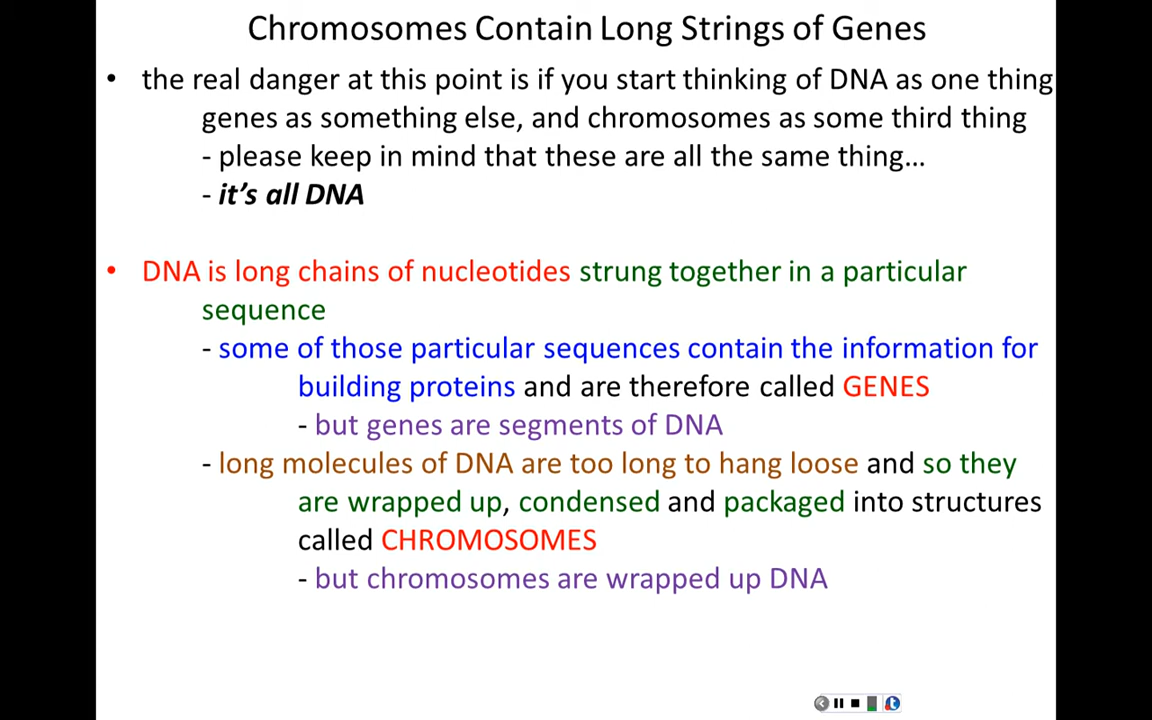 Chromosomes Contain Long Strings of Genes
• the real danger at this point is if you start thinking of DNA as one thing
genes as something else, and chromosomes as some third thing
- please keep in mind that these are all the same thing…
- it's all DNA
• DNA is long chains of nucleotides strung together in a particular
sequence
- some of those particular sequences contain the information for
building proteins and are therefore called GENES
- but genes are segments of DNA
- long molecules of DNA are too long to hang loose and so they
are wrapped up, condensed and packaged into structures
called CHROMOSOMES
- but chromosomes are wrapped up DNA
t